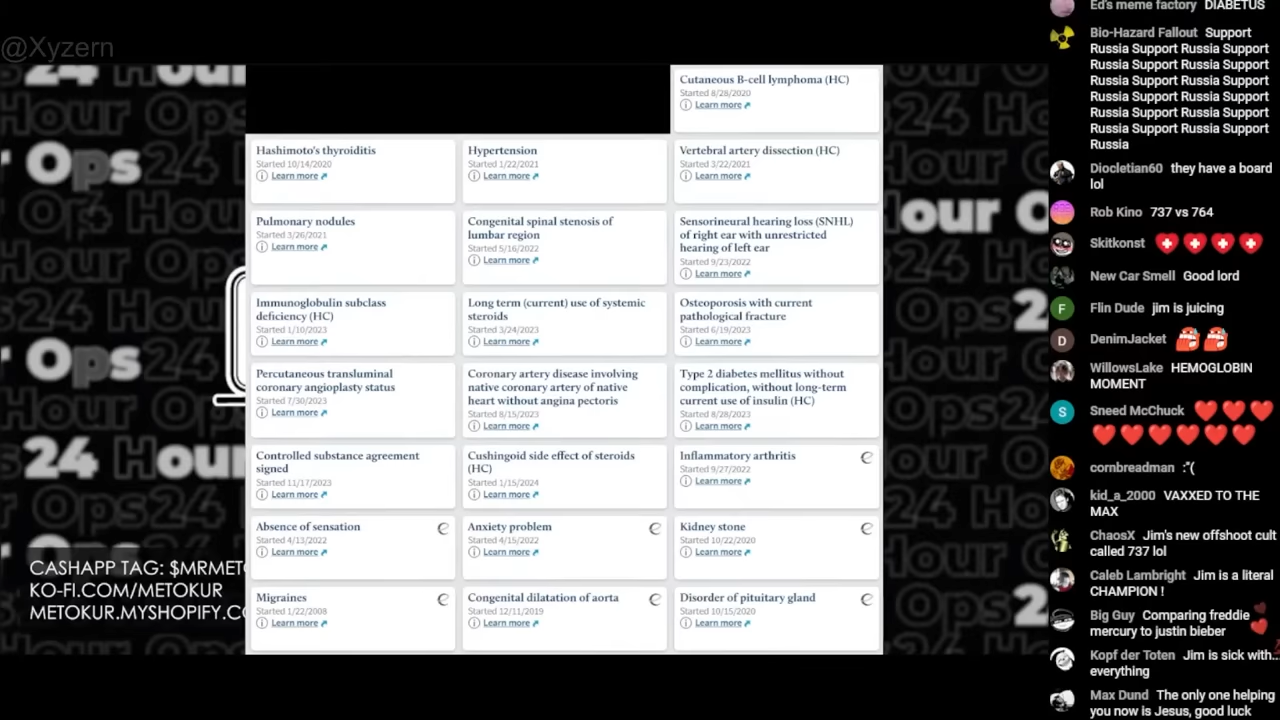 @Xyzern
24 Hour Ops
Hour Ops
24 Hour
24 Hour Ops
CASHAPP TAG: $MRMET
KO-FI.COM/METOKUR
METOKUR.MYSHOPIFY.C
Cutaneous B-cell lymphoma (HC)
Started 8/28/2020
Learn more
Hashimoto's thyroiditis
Started 10/14/2020
Learn more
Hypertension
Started 1/22/2021
Learn more
Vertebral artery dissection (HC)
Started 3/22/2021
Learn more
Pulmonary nodules
Started 3/26/2021
Learn more
Congenital spinal stenosis of
lumbar region
Started 5/16/2022
Learn more
Sensorineural hearing loss (SNHL)
of right ear with unrestricted
hearing of left ear
Started 9/23/2022
Learn more
Immunoglobulin subclass
deficiency (HC)
Started 1/10/2023
Learn more
Long term (current) use of systemic
steroids
Started 3/24/2023
Learn more
Osteoporosis with current
pathological fracture
Started 6/19/2023
Learn more
Percutaneous transluminal
coronary angioplasty status
Started 7/30/2023
Learn more
Coronary artery disease involving
native coronary artery of native
heart without angina pectoris
Started 8/15/2023
Learn more
Type 2 diabetes mellitus without
complication, without long-term
current use of insulin (HC)
Started 8/28/2023
Learn more
Controlled substance agreement
signed
Started 11/17/2023
Learn more
Cushingoid side effect of steroids
(HC)
Started 1/15/2024
Learn more
Inflammatory arthritis
Started 9/27/2022
Learn more
Absence of sensation
Started 4/13/2022
Learn more
Anxiety problem
Started 4/15/2022
Learn more
Kidney stone
Started 10/22/2020
Learn more
Migraines
Started 1/22/2008
Learn more
Congenital dilatation of aorta
Started 12/11/2019
Learn more
Disorder of pituitary gland
Started 10/15/2020
Learn more
Ed's meme factory DIABETUS
Bio-Hazard Fallout Support
Russia Support Russia Support
Russia Support Russia Support
Russia Support Russia Support
Russia Support Russia Support
Russia Support Russia Support
Russia Support Russia Support
Russia
Diocletian60 they have a board
lol
Rob Kino 737 vs 764
Skitkonst
New Car Smell Good lord
F Flin Dude jim is juicing
D DenimJacket
WillowsLake HEMOGLOBIN
MOMENT
S Sneed McChuck
cornbreadman :"(
kid_a_2000 VAXXED TO THE
MAX
ChaosX Jim's new offshoot cult
called 737 lol
Caleb Lambright Jim is a literal
CHAMPION !
Big Guy Comparing freddie
mercury to justin bieber
Kopf der Toten Jim is sick with..
everything
Max Dund The only one helping
you now is Jesus, good luck